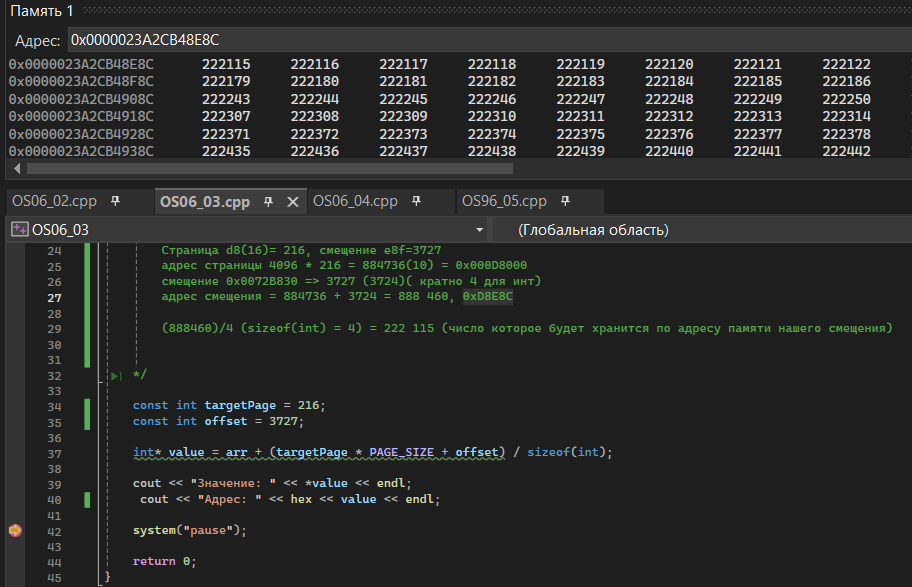 Память 1
Адрес: 0x0000023A2CB48E8C
0x0000023A2CB48E8C 222115 222116 222117 222118 222119 222120 222121 222122
0x0000023A2CB48F8C 222179 222180 222181 222182 222183 222184 222185 222186
0x0000023A2CB4908C 222243 222244 222245 222246 222247 222248 222249 222250
0x0000023A2CB4918C 222307 222308 222309 222310 222311 222312 222313 222314
0x0000023A2CB4928C 222371 222372 222373 222374 222375 222376 222377 222378
0x0000023A2CB4938C 222435 222436 222437 222438 222439 222440 222441 222442
OS06_02.cpp OS06_03.cpp OS06_04.cpp OS96_05.cpp
OS06_03 (Глобальная область)
24 Страница d8(16)= 216, смещение e8f=3727
25 адрес страницы 4096 * 216 = 884736(10) = 0x000D8000
26 смещение 0x0072B830 => 3727 (3724)( кратно 4 для инт)
27 адрес смещения = 884736 + 3724 = 888 460, 0xD8E8C
28
29 (888460)/4 (sizeof(int) = 4) = 222 115 (число которое будет хранится по адресу памяти нашего смещения)
30
31
32 */
33
34 const int targetPage = 216;
35 const int offset = 3727;
36
37 int* value = arr + (targetPage * PAGE_SIZE + offset) / sizeof(int);
38
39 cout << "Значение: " << *value << endl;
40 cout << "Адрес: " << hex << value << endl;
41
42 system("pause");
43
44 return 0;
45 }